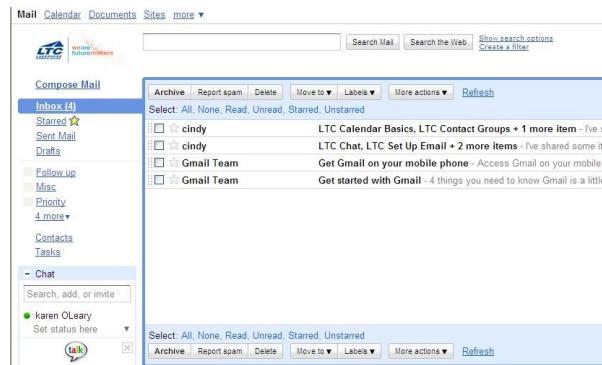 Mail Calendar Documents Sites more ▼
LTC
we are
futuremakers
Search Mail Search the Web Show search options
Create a filter
Compose Mail
Inbox (4)
Starred
Sent Mail
Drafts
Follow up
Misc
Priority
4 more▼
Contacts
Tasks
− Chat
Search, add, or invite
karen OLeary
Set status here ▼
talk
Archive Report spam Delete Move to ▼ Labels ▼ More actions ▼ Refresh
Select: All, None, Read, Unread, Starred, Unstarred
cindy LTC Calendar Basics, LTC Contact Groups + 1 more item - I've
cindy LTC Chat, LTC Set Up Email + 2 more items - I've shared some
Gmail Team Get Gmail on your mobile phone - Access Gmail on your mobile
Gmail Team Get started with Gmail - 4 things you need to know Gmail is a
Select: All, None, Read, Unread, Starred, Unstarred
Archive Report spam Delete Move to ▼ Labels ▼ More actions ▼ Refresh